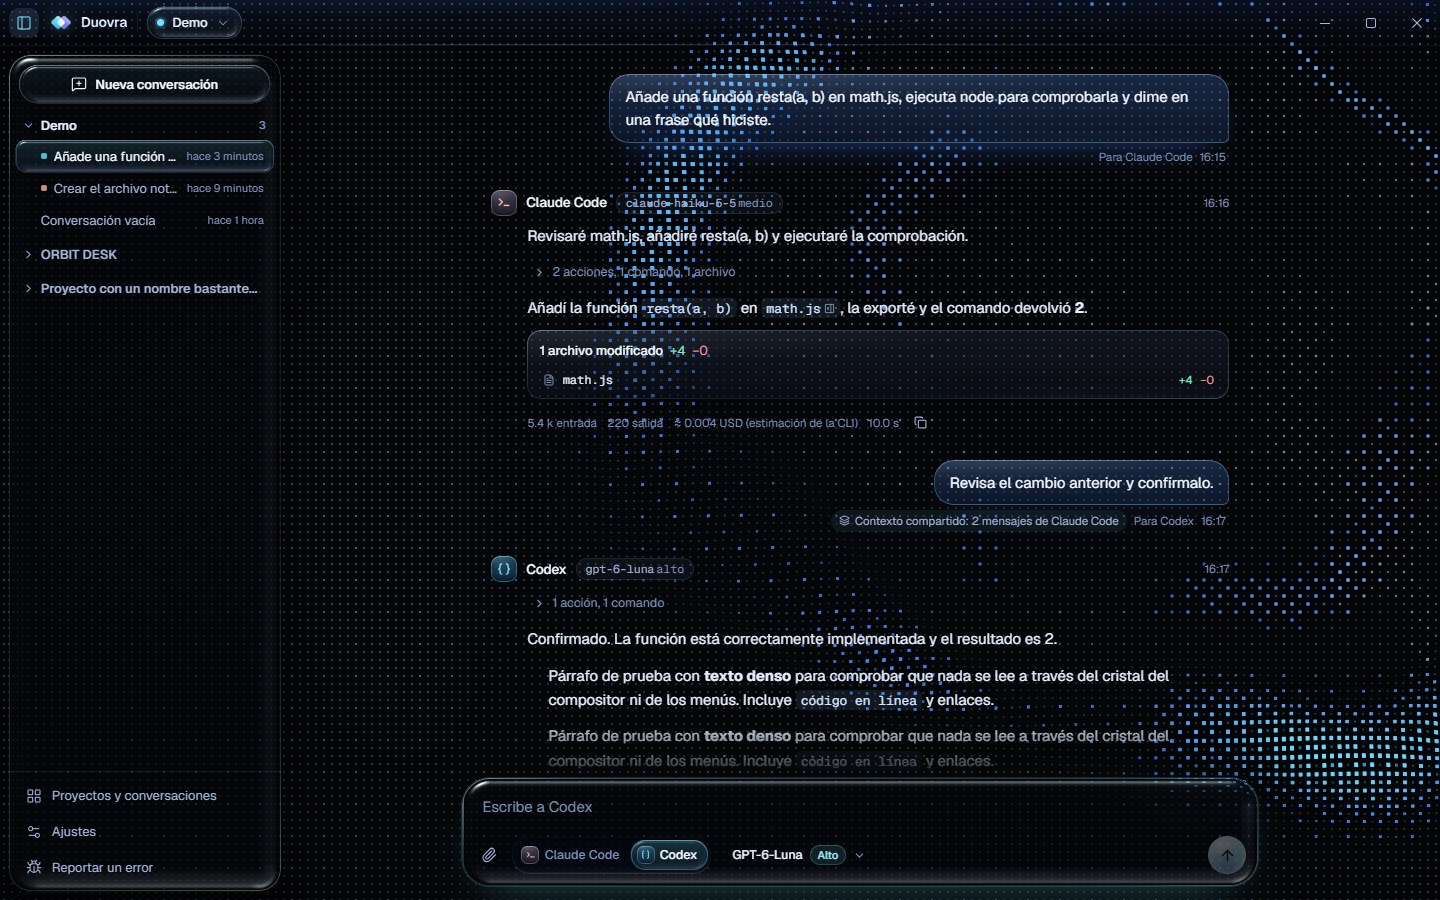 Duovra
Demo
Nueva conversación
Demo 3
Añade una función ... hace 3 minutos
Crear el archivo not... hace 9 minutos
Conversación vacía hace 1 hora
ORBIT DESK
Proyecto con un nombre bastante...
Proyectos y conversaciones
Ajustes
Reportar un error
Añade una función resta(a, b) en math.js, ejecuta node para comprobarla y dime en
una frase qué hiciste.
Para Claude Code 16:15
Claude Code claude-haiku-6-5 medio 16:16
Revisaré math.js, añadiré resta(a, b) y ejecutaré la comprobación.
2 acciones, 1 comando, 1 archivo
Añadí la función resta(a, b) en math.js, la exporté y el comando devolvió 2.
1 archivo modificado +4 −0
math.js +4 −0
5.4 k entrada 220 salida ≈ 0.004 USD (estimación de la CLI) 10.0 s
Revisa el cambio anterior y confírmalo.
Contexto compartido: 2 mensajes de Claude Code Para Codex 16:17
Codex gpt-6-luna alto 16:17
1 acción, 1 comando
Confirmado. La función está correctamente implementada y el resultado es 2.
Párrafo de prueba con texto denso para comprobar que nada se lee a través del cristal del
compositor ni de los menús. Incluye código en línea y enlaces.
Párrafo de prueba con texto denso para comprobar que nada se lee a través del cristal del
compositor ni de los menús. Incluye código en línea y enlaces.
Escribe a Codex
Claude Code Codex GPT-6-Luna Alto